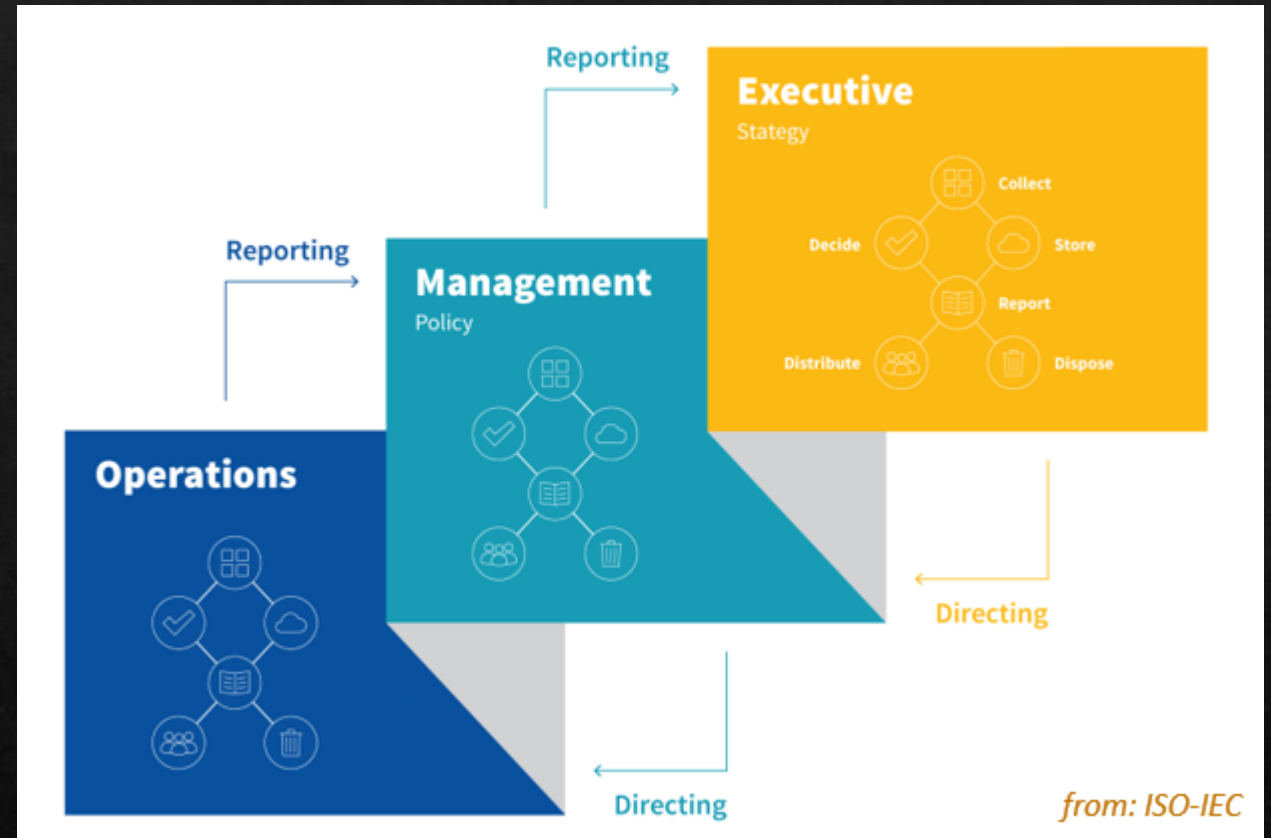 Reporting
Executive
Stategy
Collect
Decide
Store
Report
Distribute
Dispose
Reporting
Management
Policy
Operations
Directing
Directing
from: ISO-IEC